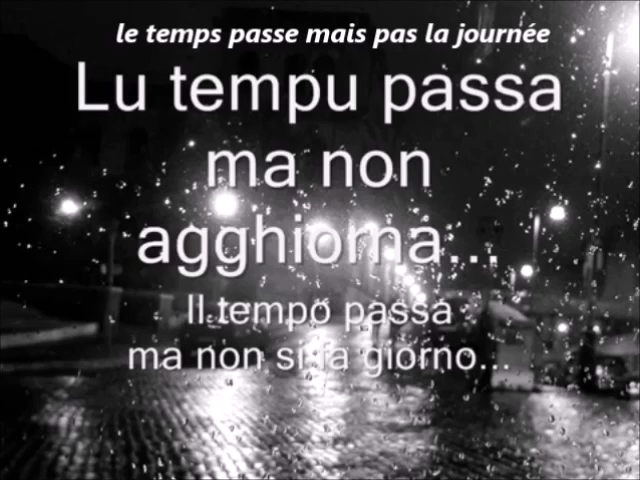 le temps passe mais pas la journée
Lu tempu passa
ma non
agghiorna...
Il tempo passa
ma non si fa giorno...